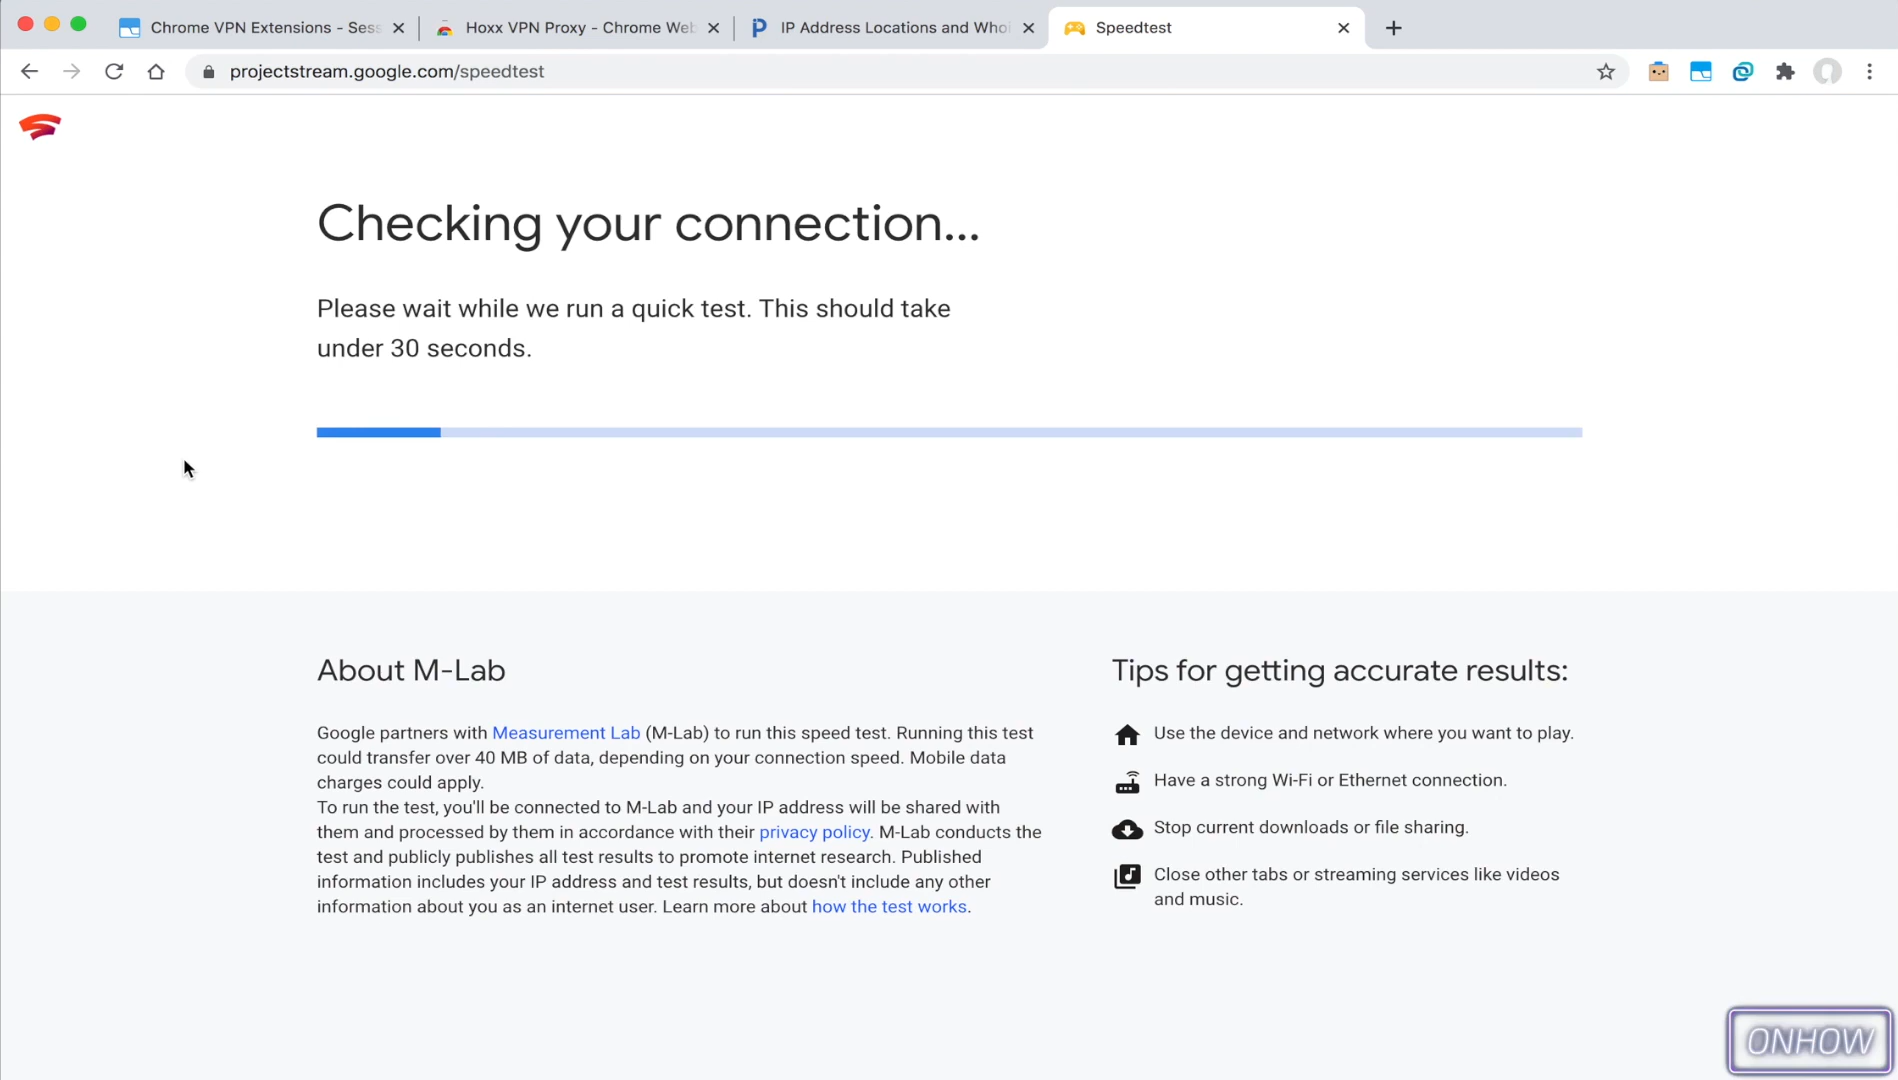 Chrome VPN Extensions - Sess
Hoxx VPN Proxy - Chrome Web
IP Address Locations and Whoi
Speedtest
projectstream.google.com/speedtest
Checking your connection...
Please wait while we run a quick test. This should take
under 30 seconds.
About M-Lab
Google partners with Measurement Lab (M-Lab) to run this speed test. Running this test
could transfer over 40 MB of data, depending on your connection speed. Mobile data
charges could apply.
To run the test, you'll be connected to M-Lab and your IP address will be shared with
them and processed by them in accordance with their privacy policy. M-Lab conducts the
test and publicly publishes all test results to promote internet research. Published
information includes your IP address and test results, but doesn't include any other
information about you as an internet user. Learn more about how the test works.
Tips for getting accurate results:
Use the device and network where you want to play.
Have a strong Wi-Fi or Ethernet connection.
Stop current downloads or file sharing.
Close other tabs or streaming services like videos
and music.
ONHOW